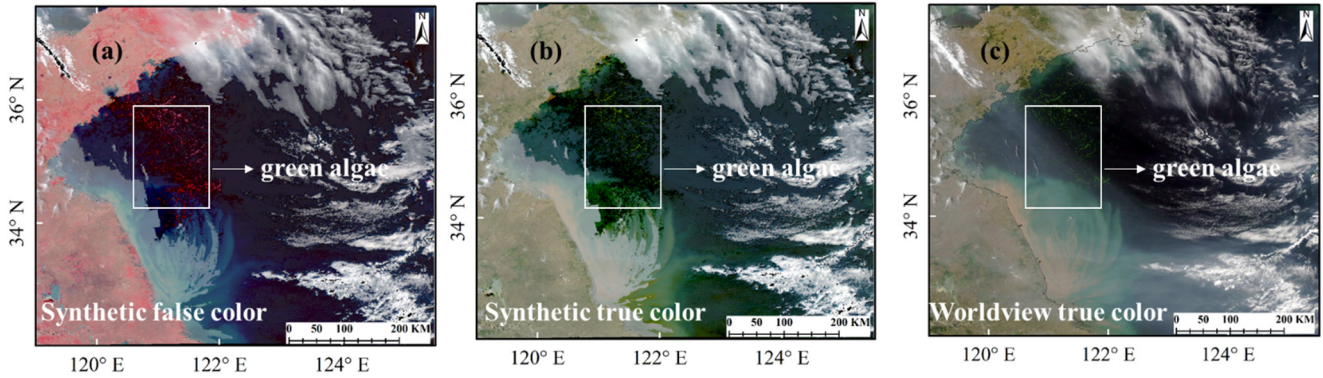 (a)
N
36° N
34° N
green algae
Synthetic false color
0 50 100 200 KM
120° E 122° E 124° E
(b)
N
36° N
34° N
green algae
Synthetic true color
0 50 100 200 KM
120° E 122° E 124° E
(c)
N
36° N
34° N
green algae
Worldview true color
0 50 100 200 KM
120° E 122° E 124° E